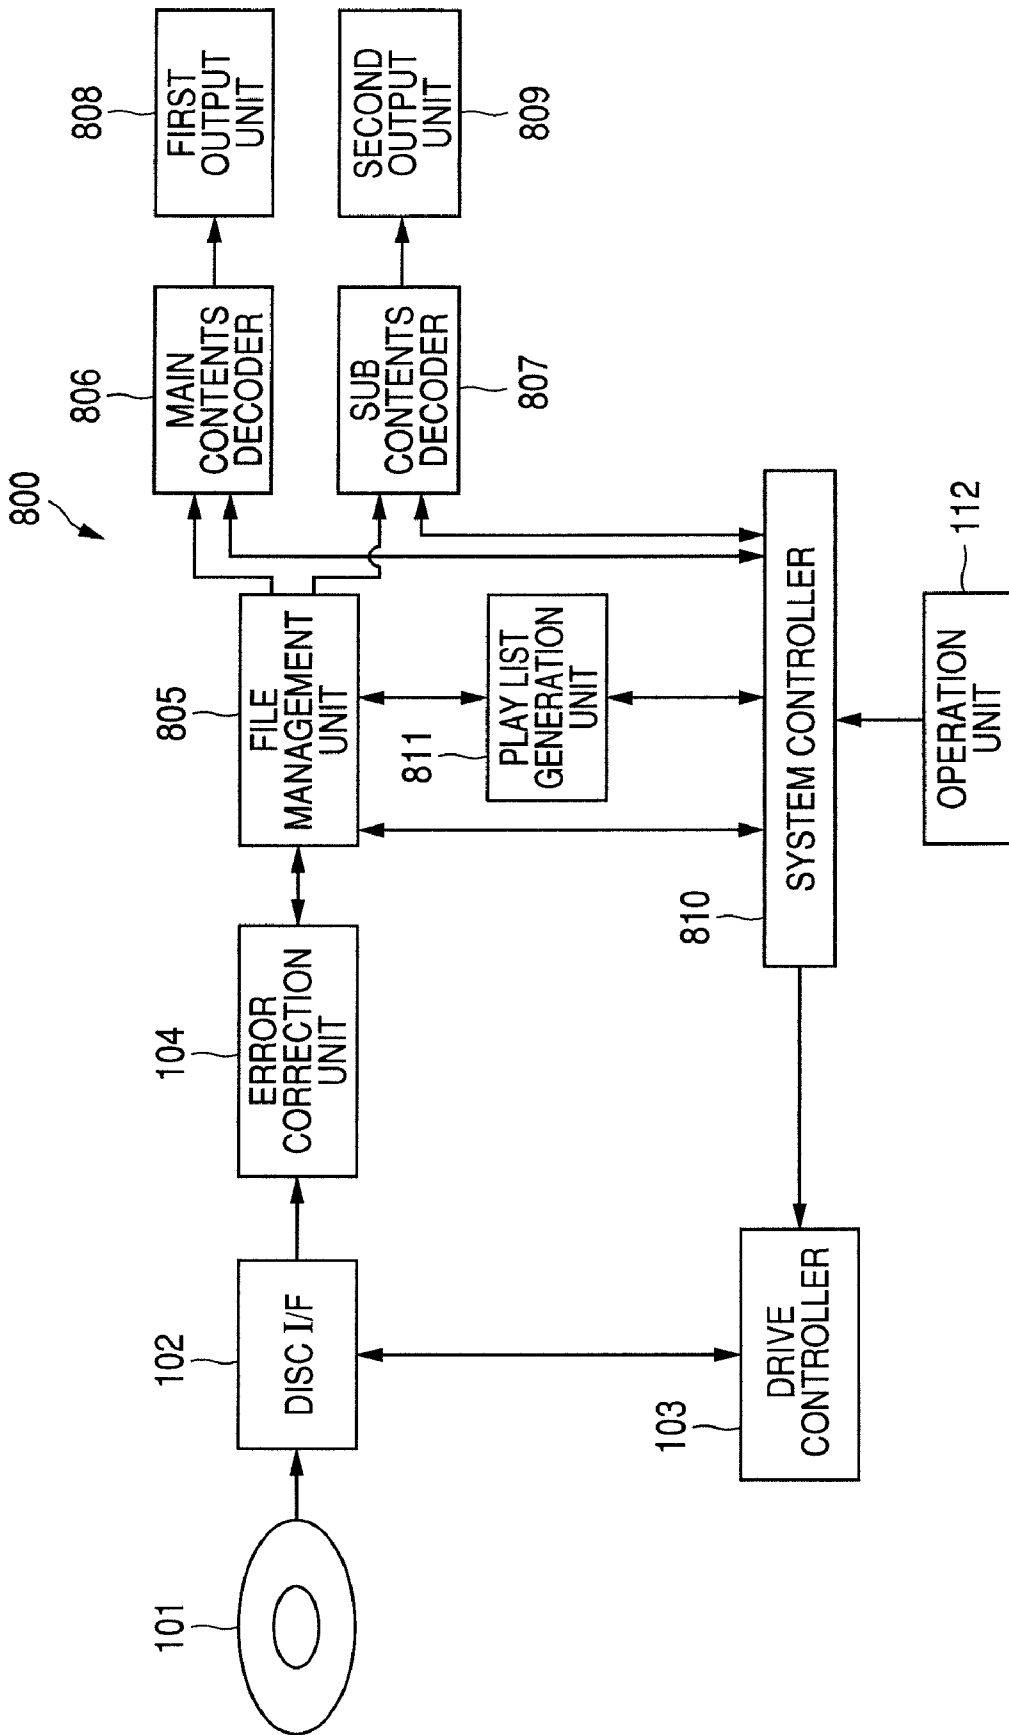 800
808
FIRST
OUTPUT
UNIT
806
MAIN
CONTENTS
DECODER
809
SECOND
OUTPUT
UNIT
807
SUB
CONTENTS
DECODER
805
FILE
MANAGEMENT
UNIT
104
ERROR
CORRECTION
UNIT
102
DISC I/F
101
811
PLAY LIST
GENERATION
UNIT
810
SYSTEM CONTROLLER
103
DRIVE
CONTROLLER
112
OPERATION
UNIT